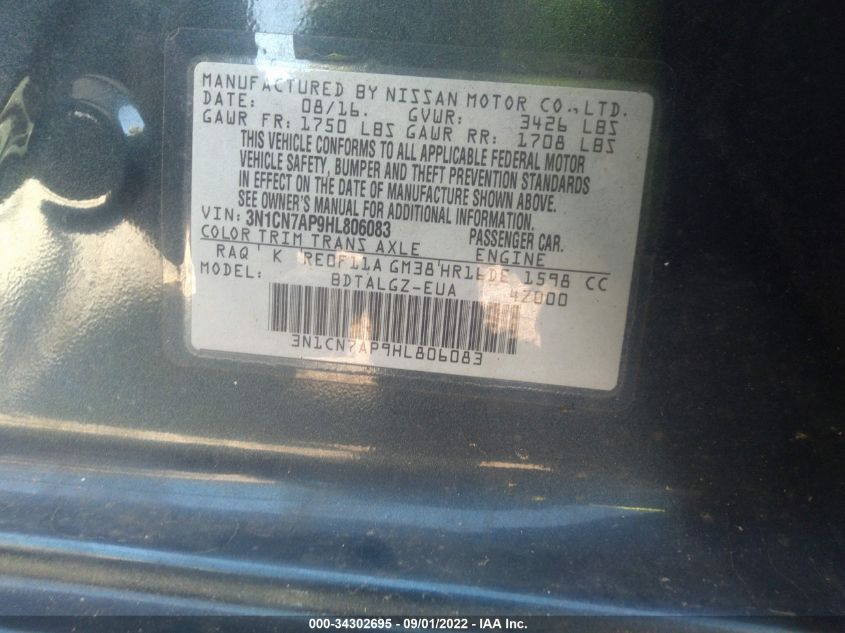 MANUFACTURED BY NISSAN MOTOR CO., LTD.
DATE: 08/16. GVWR: 3426 LBS
GAWR FR: 1750 LBS GAWR RR: 1708 LBS
THIS VEHICLE CONFORMS TO ALL APPLICABLE FEDERAL MOTOR
VEHICLE SAFETY, BUMPER AND THEFT PREVENTION STANDARDS
IN EFFECT ON THE DATE OF MANUFACTURE SHOWN ABOVE.
SEE OWNER'S MANUAL FOR ADDITIONAL INFORMATION.
VIN: 3N1CN7AP9HL806083 PASSENGER CAR.
COLOR TRIM TRANS AXLE ENGINE
RAQ K RE0F11A GM38 HR16DE 1598 CC
MODEL: BDTALGZ-EUA 4Z000
3N1CN7AP9HL806083
000-34302695 - 09/01/2022 - IAA Inc.